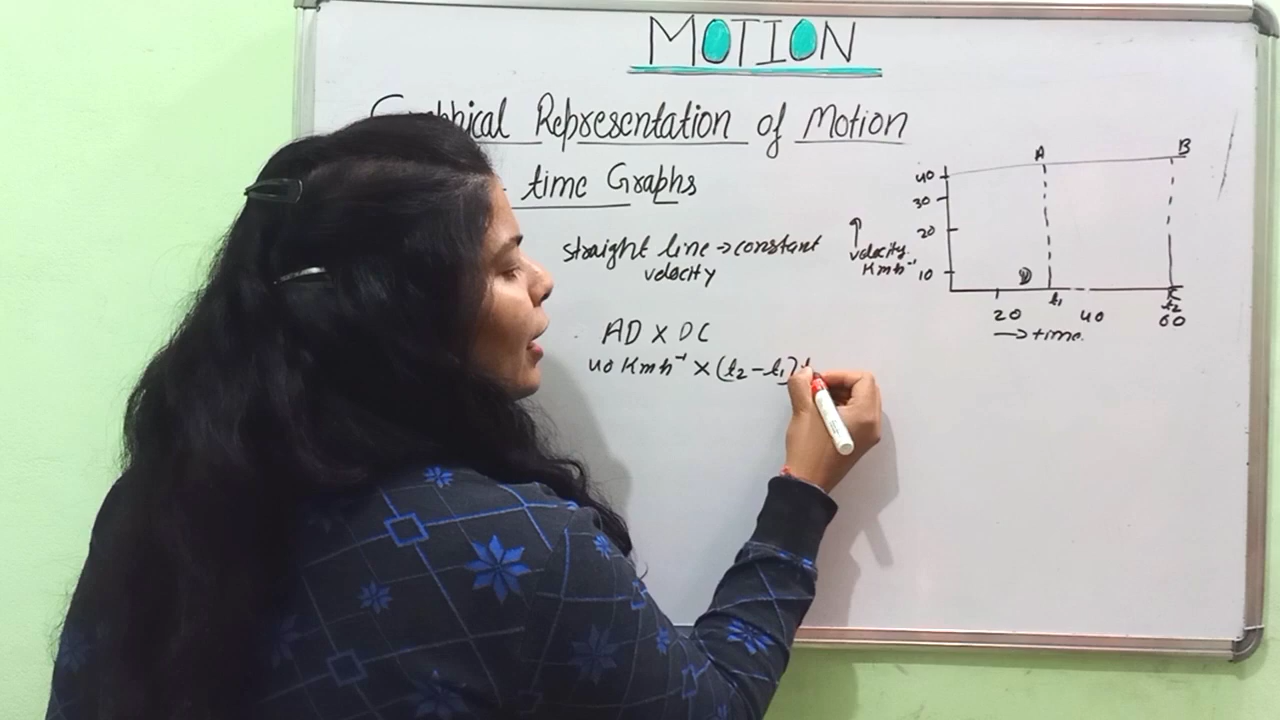 MOTION
Representation of Motion
time Graphs
straight line → constant
velocity
AD X DC
40 Kmh⁻¹ X (t₂ - t₁)
A
B
40
30
20
10
↑
velocity
Kmh⁻¹
D
t₁
t₂
20
40
60
→ time